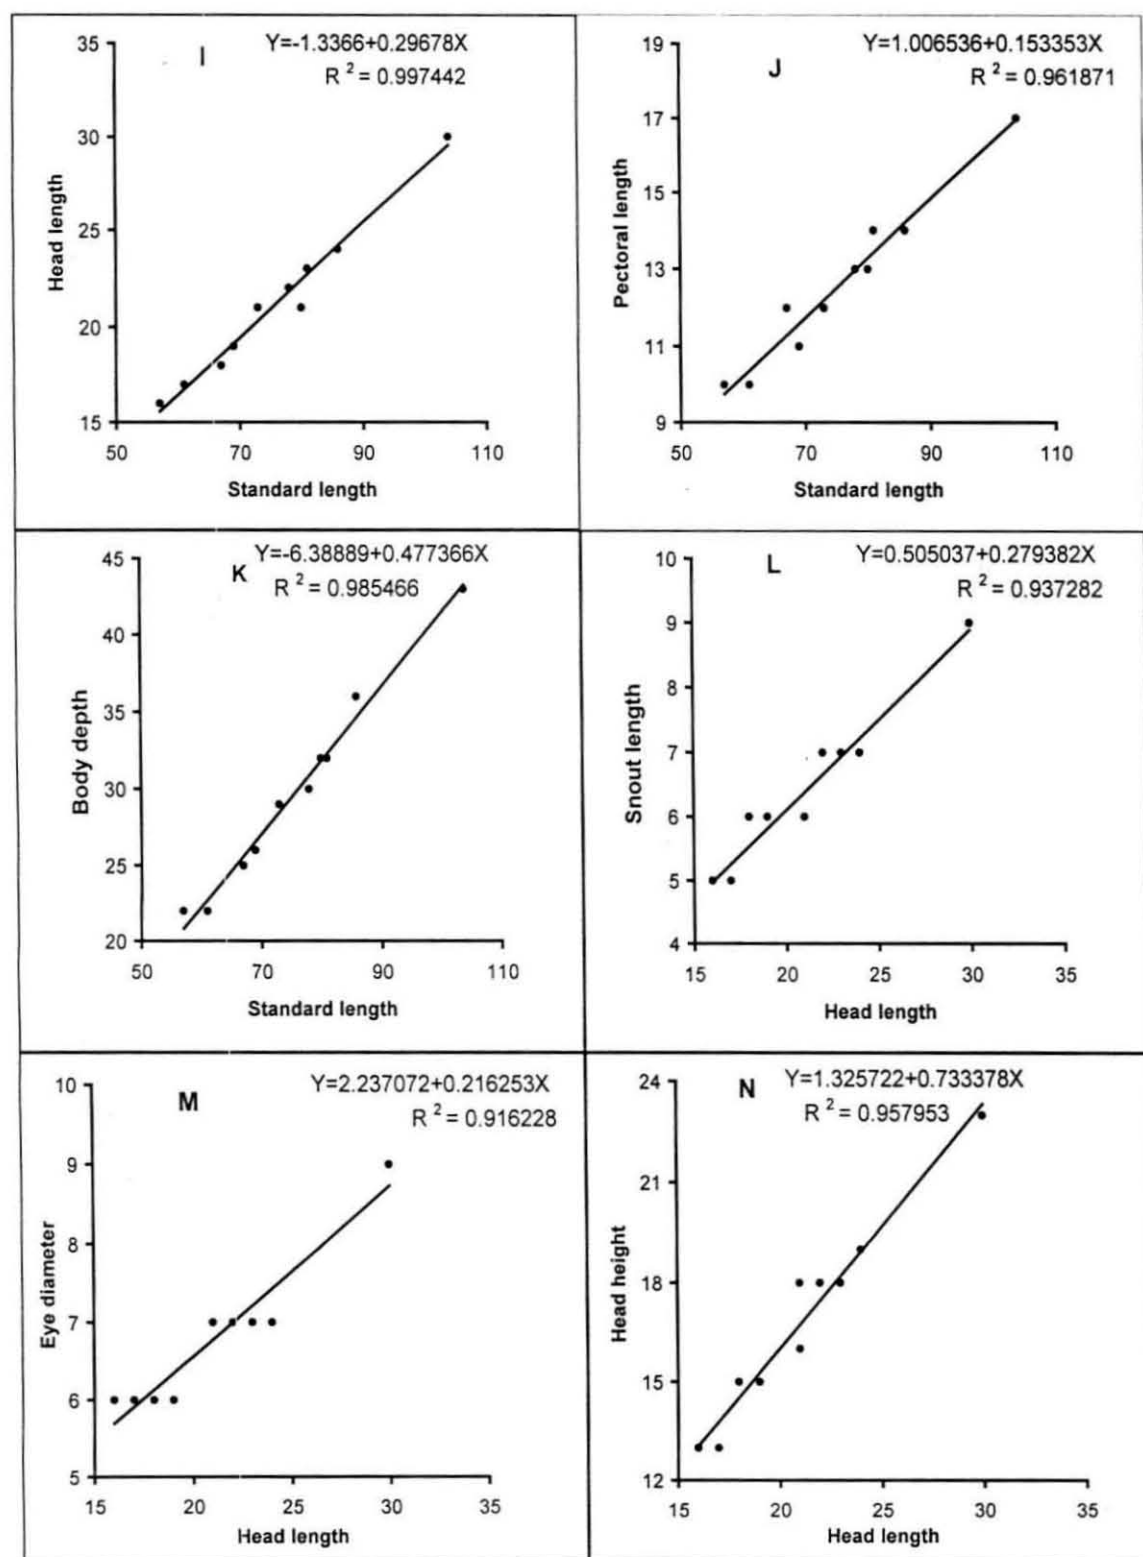 I
Y=-1.3366+0.29678X
R 2 = 0.997442
35
30
25
20
15
Head length
50 70 90 110
Standard length
J
Y=1.006536+0.153353X
R 2 = 0.961871
19
17
15
13
11
9
Pectoral length
50 70 90 110
Standard length
K
Y=-6.38889+0.477366X
R 2 = 0.985466
45
40
35
30
25
20
Body depth
50 70 90 110
Standard length
L
Y=0.505037+0.279382X
R 2 = 0.937282
10
9
8
7
6
5
4
Snout length
15 20 25 30 35
Head length
M
Y=2.237072+0.216253X
R 2 = 0.916228
10
9
8
7
6
5
Eye diameter
15 20 25 30 35
Head length
N
Y=1.325722+0.733378X
R 2 = 0.957953
24
21
18
15
12
Head height
15 20 25 30 35
Head length